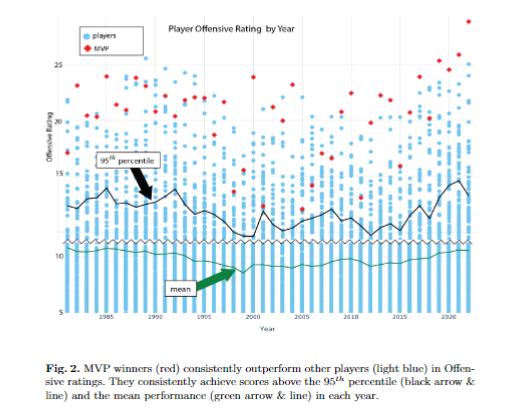 Player Offensive Rating by Year
players
MVP
25
20
15
10
5
Offensive Rating
95th percentile
mean
1985
1990
1995
2000
2005
2010
2015
2020
Year
Fig. 2. MVP winners (red) consistently outperform other players (light blue) in Offen-
sive ratings. They consistently achieve scores above the 95th percentile (black arrow &
line) and the mean performance (green arrow & line) in each year.